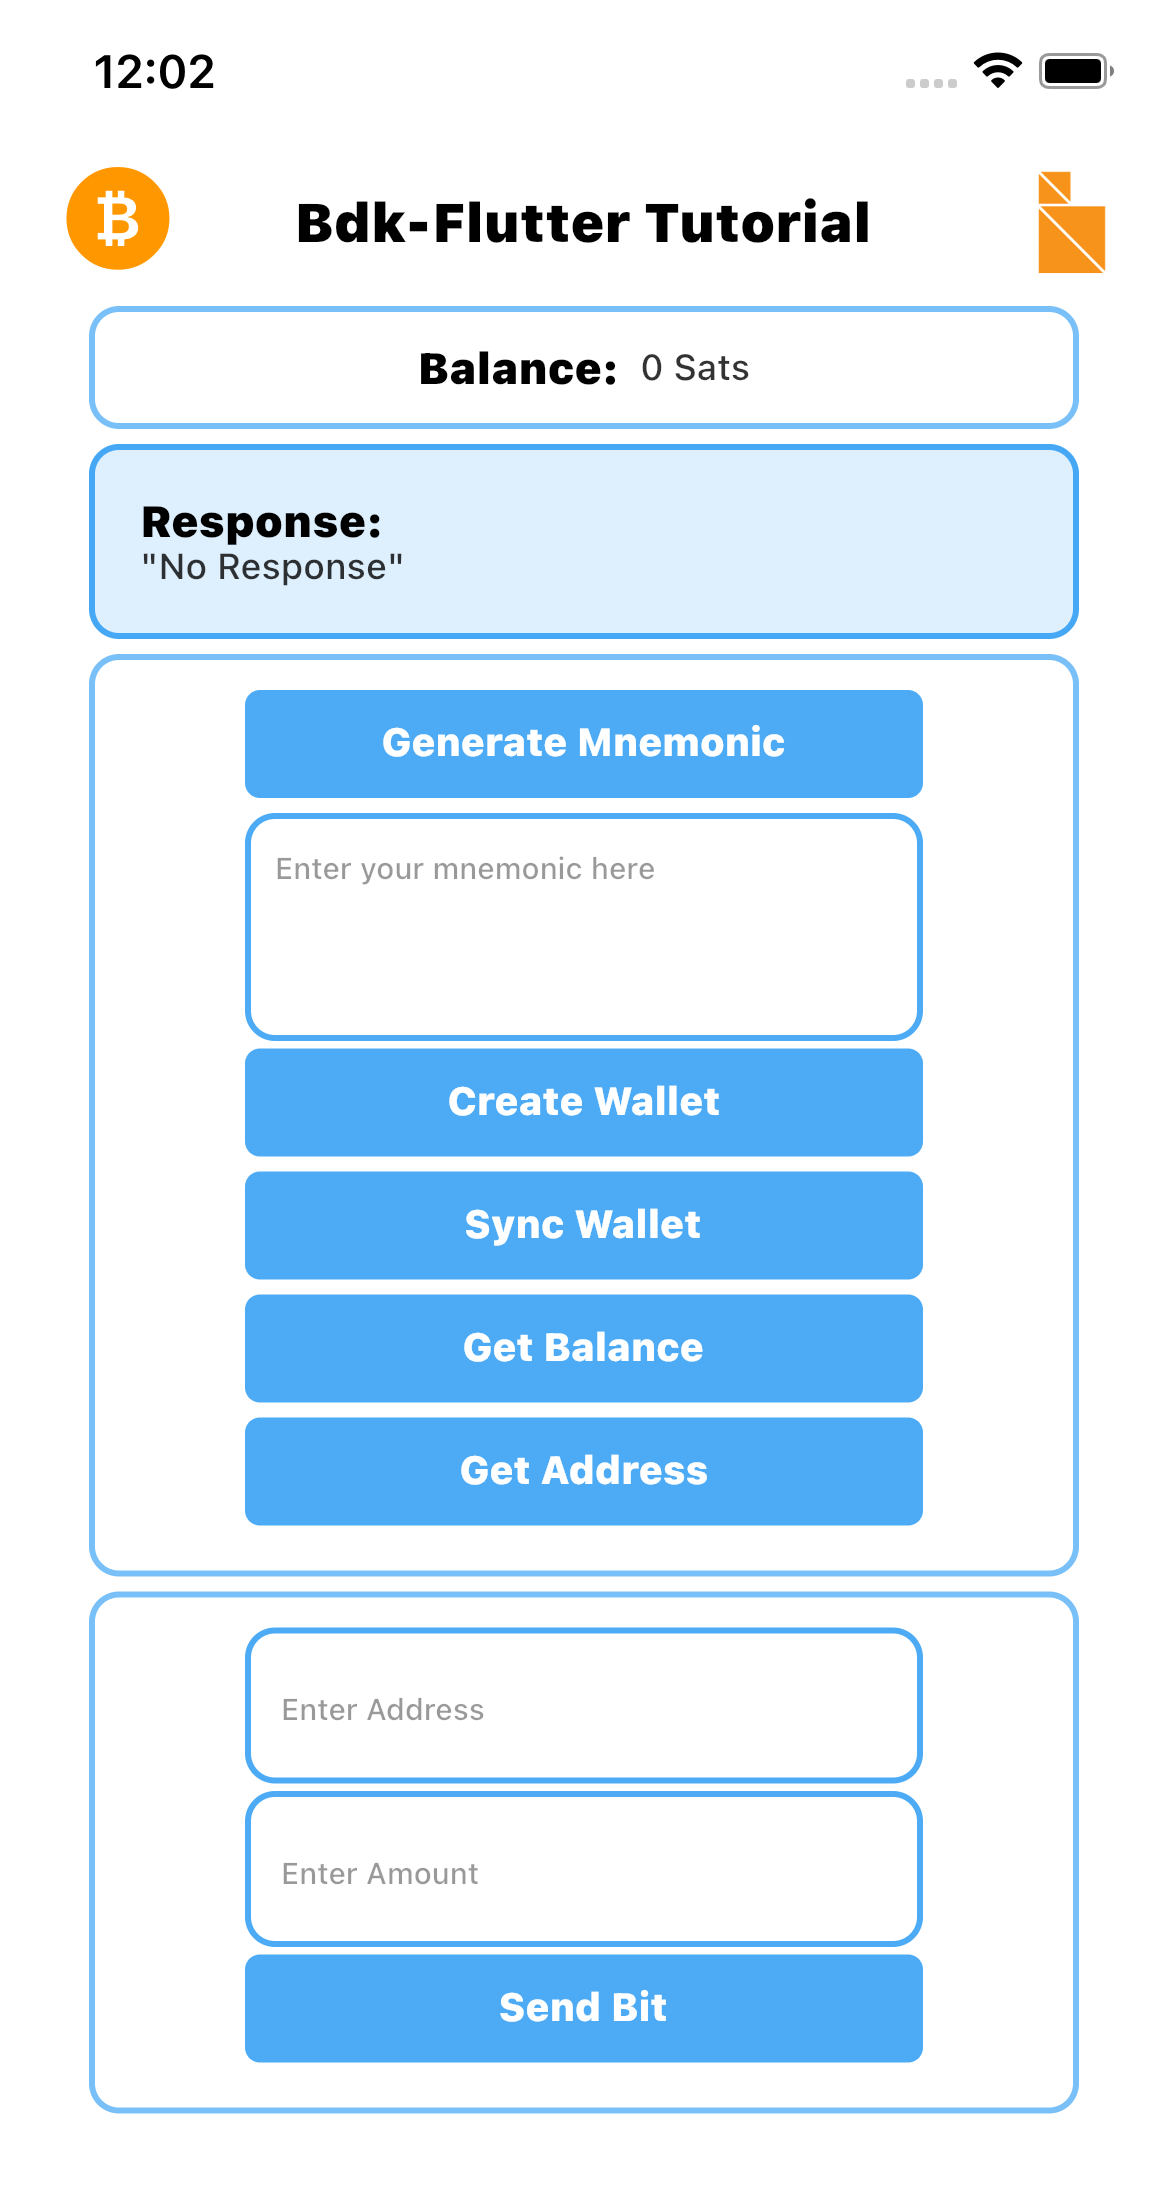 12:02
Bdk-Flutter Tutorial
Balance: 0 Sats
Response:
"No Response"
Generate Mnemonic
Enter your mnemonic here
Create Wallet
Sync Wallet
Get Balance
Get Address
Enter Address
Enter Amount
Send Bit